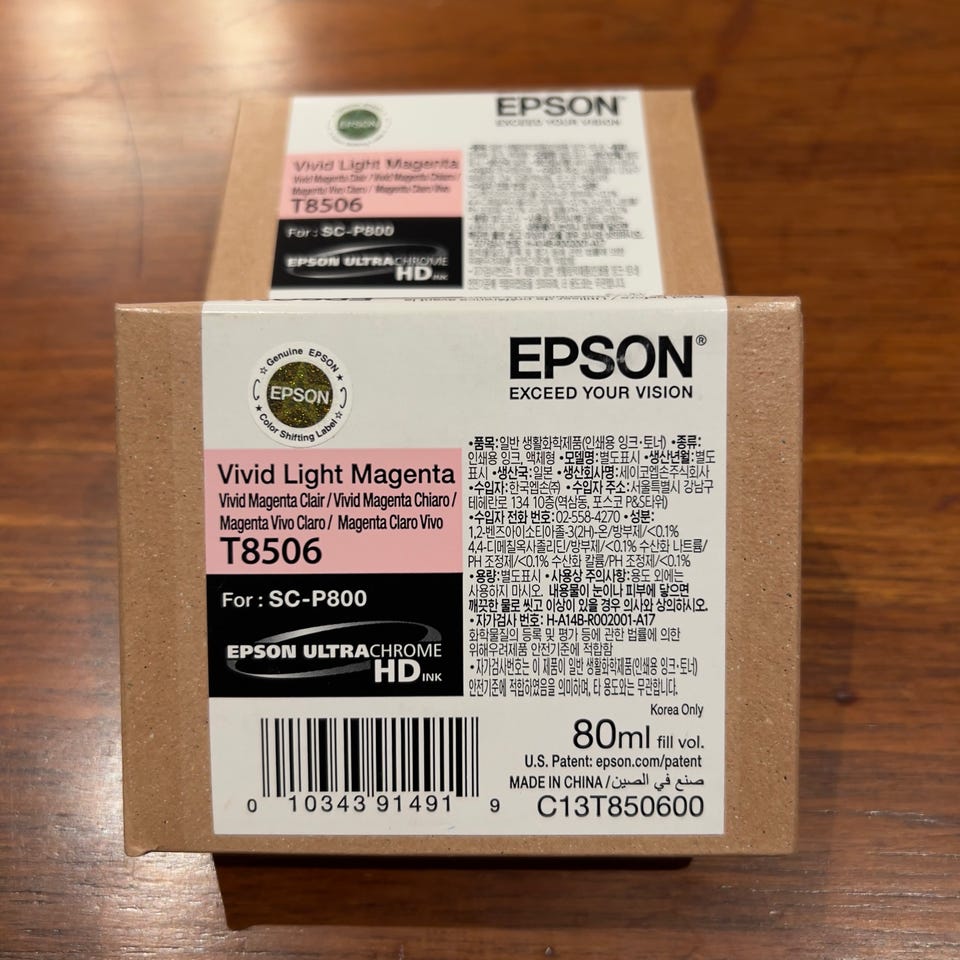 EPSON
EPSON
EXCEED YOUR VISION
Vivid Light Magenta
Vivid Magenta Clair / Vivid Magenta Chiaro /
Magenta Vivo Claro / Magenta Claro Vivo
T8506
For : SC-P800
EPSON ULTRACHROME
HD INK
☆ Genuine EPSON ★
EPSON
★ Color Shifting Label ☆
EPSON®
EXCEED YOUR VISION
Vivid Light Magenta
Vivid Magenta Clair / Vivid Magenta Chiaro /
Magenta Vivo Claro / Magenta Claro Vivo
T8506
For : SC-P800
EPSON ULTRACHROME
HD INK
•품목:일반 생활화학제품(인쇄용 잉크·토너) •종류:
인쇄용 잉크, 액체형 •모델명:별도표시 •생산년월:별도
표시 •생산국:일본 •생산회사명:세이코엡손주식회사
•수입자:한국엡손㈜ •수입자 주소:서울특별시 강남구
테헤란로 134 10층(역삼동, 포스코 P&S타워)
•수입자 전화 번호:02-558-4270 •성분:
1,2-벤즈아이소티아졸-3(2H)-온/방부제/<0.1%
4,4-디메질옥사졸리딘/방부제/<0.1% 수산화 나트륨/
PH 조정제/<0.1% 수산화 칼륨/PH 조정제/<0.1%
•용량:별도표시 •사용상 주의사항:용도 외에는
사용하지 마시오. 내용물이 눈이나 피부에 닿으면
깨끗한 물로 씻고 이상이 있을 경우 의사와 상의하시오.
•자가검사 번호: H-A14B-R002001-A17
화학물질의 등록 및 평가 등에 관한 법률에 의한
위해우려제품 안전기준에 적합함
•자가검사번호는 이 제품이 일반 생활화학제품(인쇄용 잉크·토너)
안전기준에 적합하였음을 의미하며, 타 용도와는 무관합니다.
Korea Only
80ml fill vol.
U.S. Patent: epson.com/patent
MADE IN CHINA / صنع في الصين
C13T850600
0 10343 91491 9